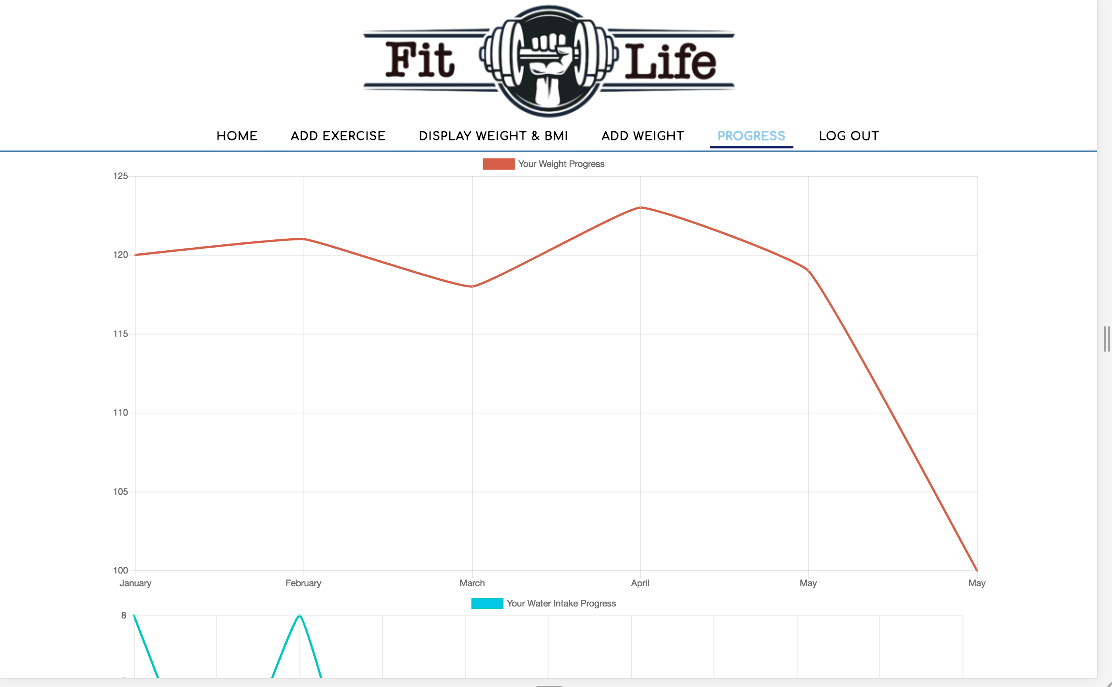 Fit Life
HOME ADD EXERCISE DISPLAY WEIGHT & BMI ADD WEIGHT PROGRESS LOG OUT
Your Weight Progress
125
120
115
110
105
100
January February March April May May
Your Water Intake Progress
8